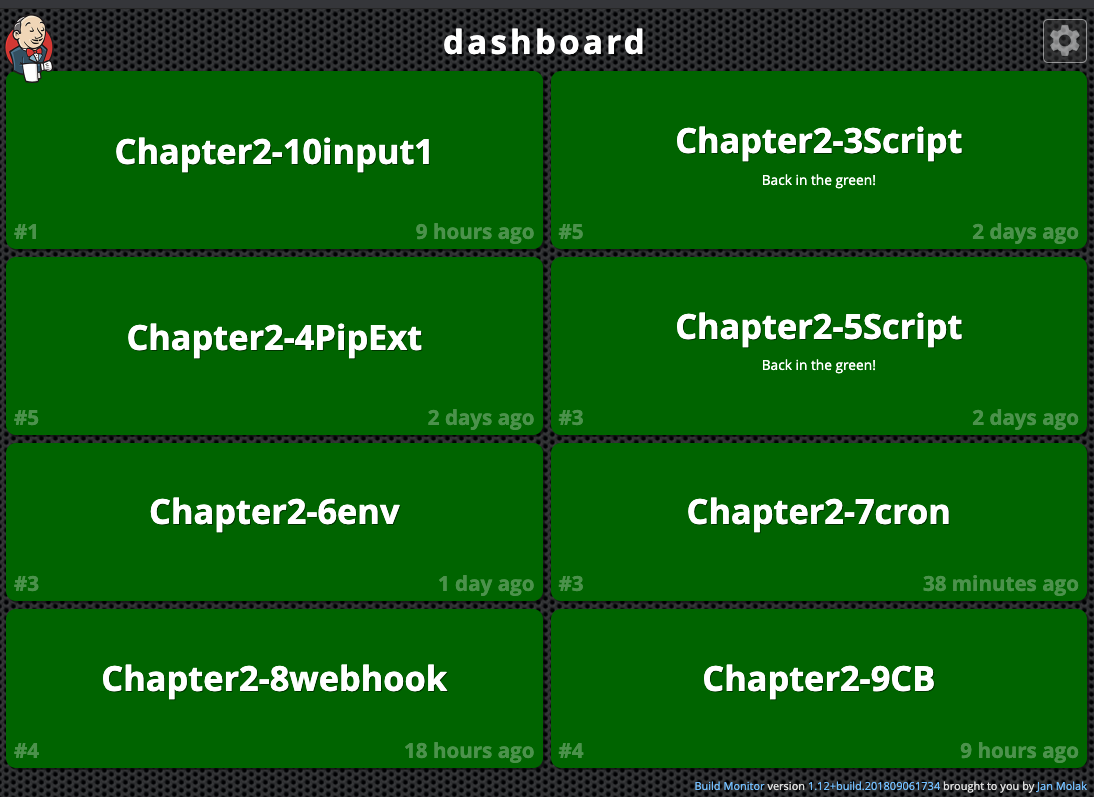 dashboard
Chapter2-10input1
#1 9 hours ago
Chapter2-3Script
Back in the green!
#5 2 days ago
Chapter2-4PipExt
#5 2 days ago
Chapter2-5Script
Back in the green!
#3 2 days ago
Chapter2-6env
#3 1 day ago
Chapter2-7cron
#3 38 minutes ago
Chapter2-8webhook
#4 18 hours ago
Chapter2-9CB
#4 9 hours ago
Build Monitor version 1.12+build.201809061734 brought to you by Jan Molak